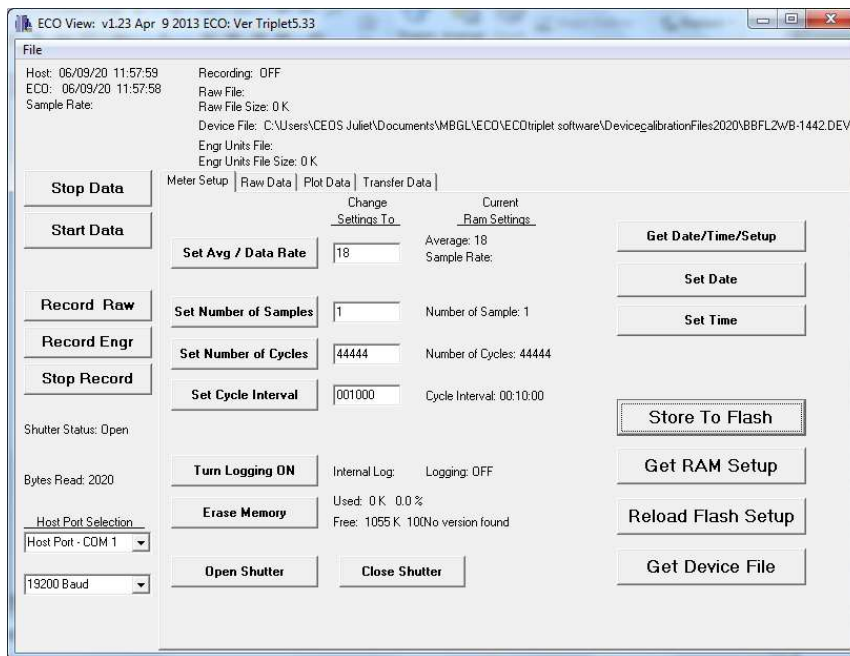 ECO View: v1.23 Apr 9 2013 ECO: Ver Triplet5.33
File
Host: 06/09/20 11:57:59
ECO: 06/09/20 11:57:58
Sample Rate:
Recording: OFF
Raw File:
Raw File Size: 0 K
Device File: C:\Users\CEOS Juliet\Documents\MBGL\ECO\ECOtriplet software\DevicecalibrationFiles2020\BBFL2WB-1442.DEV
Engr Units File:
Engr Units File Size: 0 K
Stop Data
Start Data
Record Raw
Record Engr
Stop Record
Shutter Status: Open
Bytes Read: 2020
Host Port Selection
Host Port - COM 1
19200 Baud
Meter Setup Raw Data Plot Data Transfer Data
Change Settings To
Current Ram Settings
Set Avg / Data Rate 18 Average: 18
Sample Rate:
Set Number of Samples 1 Number of Sample: 1
Set Number of Cycles 44444 Number of Cycles: 44444
Set Cycle Interval 001000 Cycle Interval: 00:10:00
Turn Logging ON Internal Log: Logging: OFF
Erase Memory Used: 0 K 0.0 %
Free: 1055 K 100No version found
Open Shutter Close Shutter
Get Date/Time/Setup
Set Date
Set Time
Store To Flash
Get RAM Setup
Reload Flash Setup
Get Device File